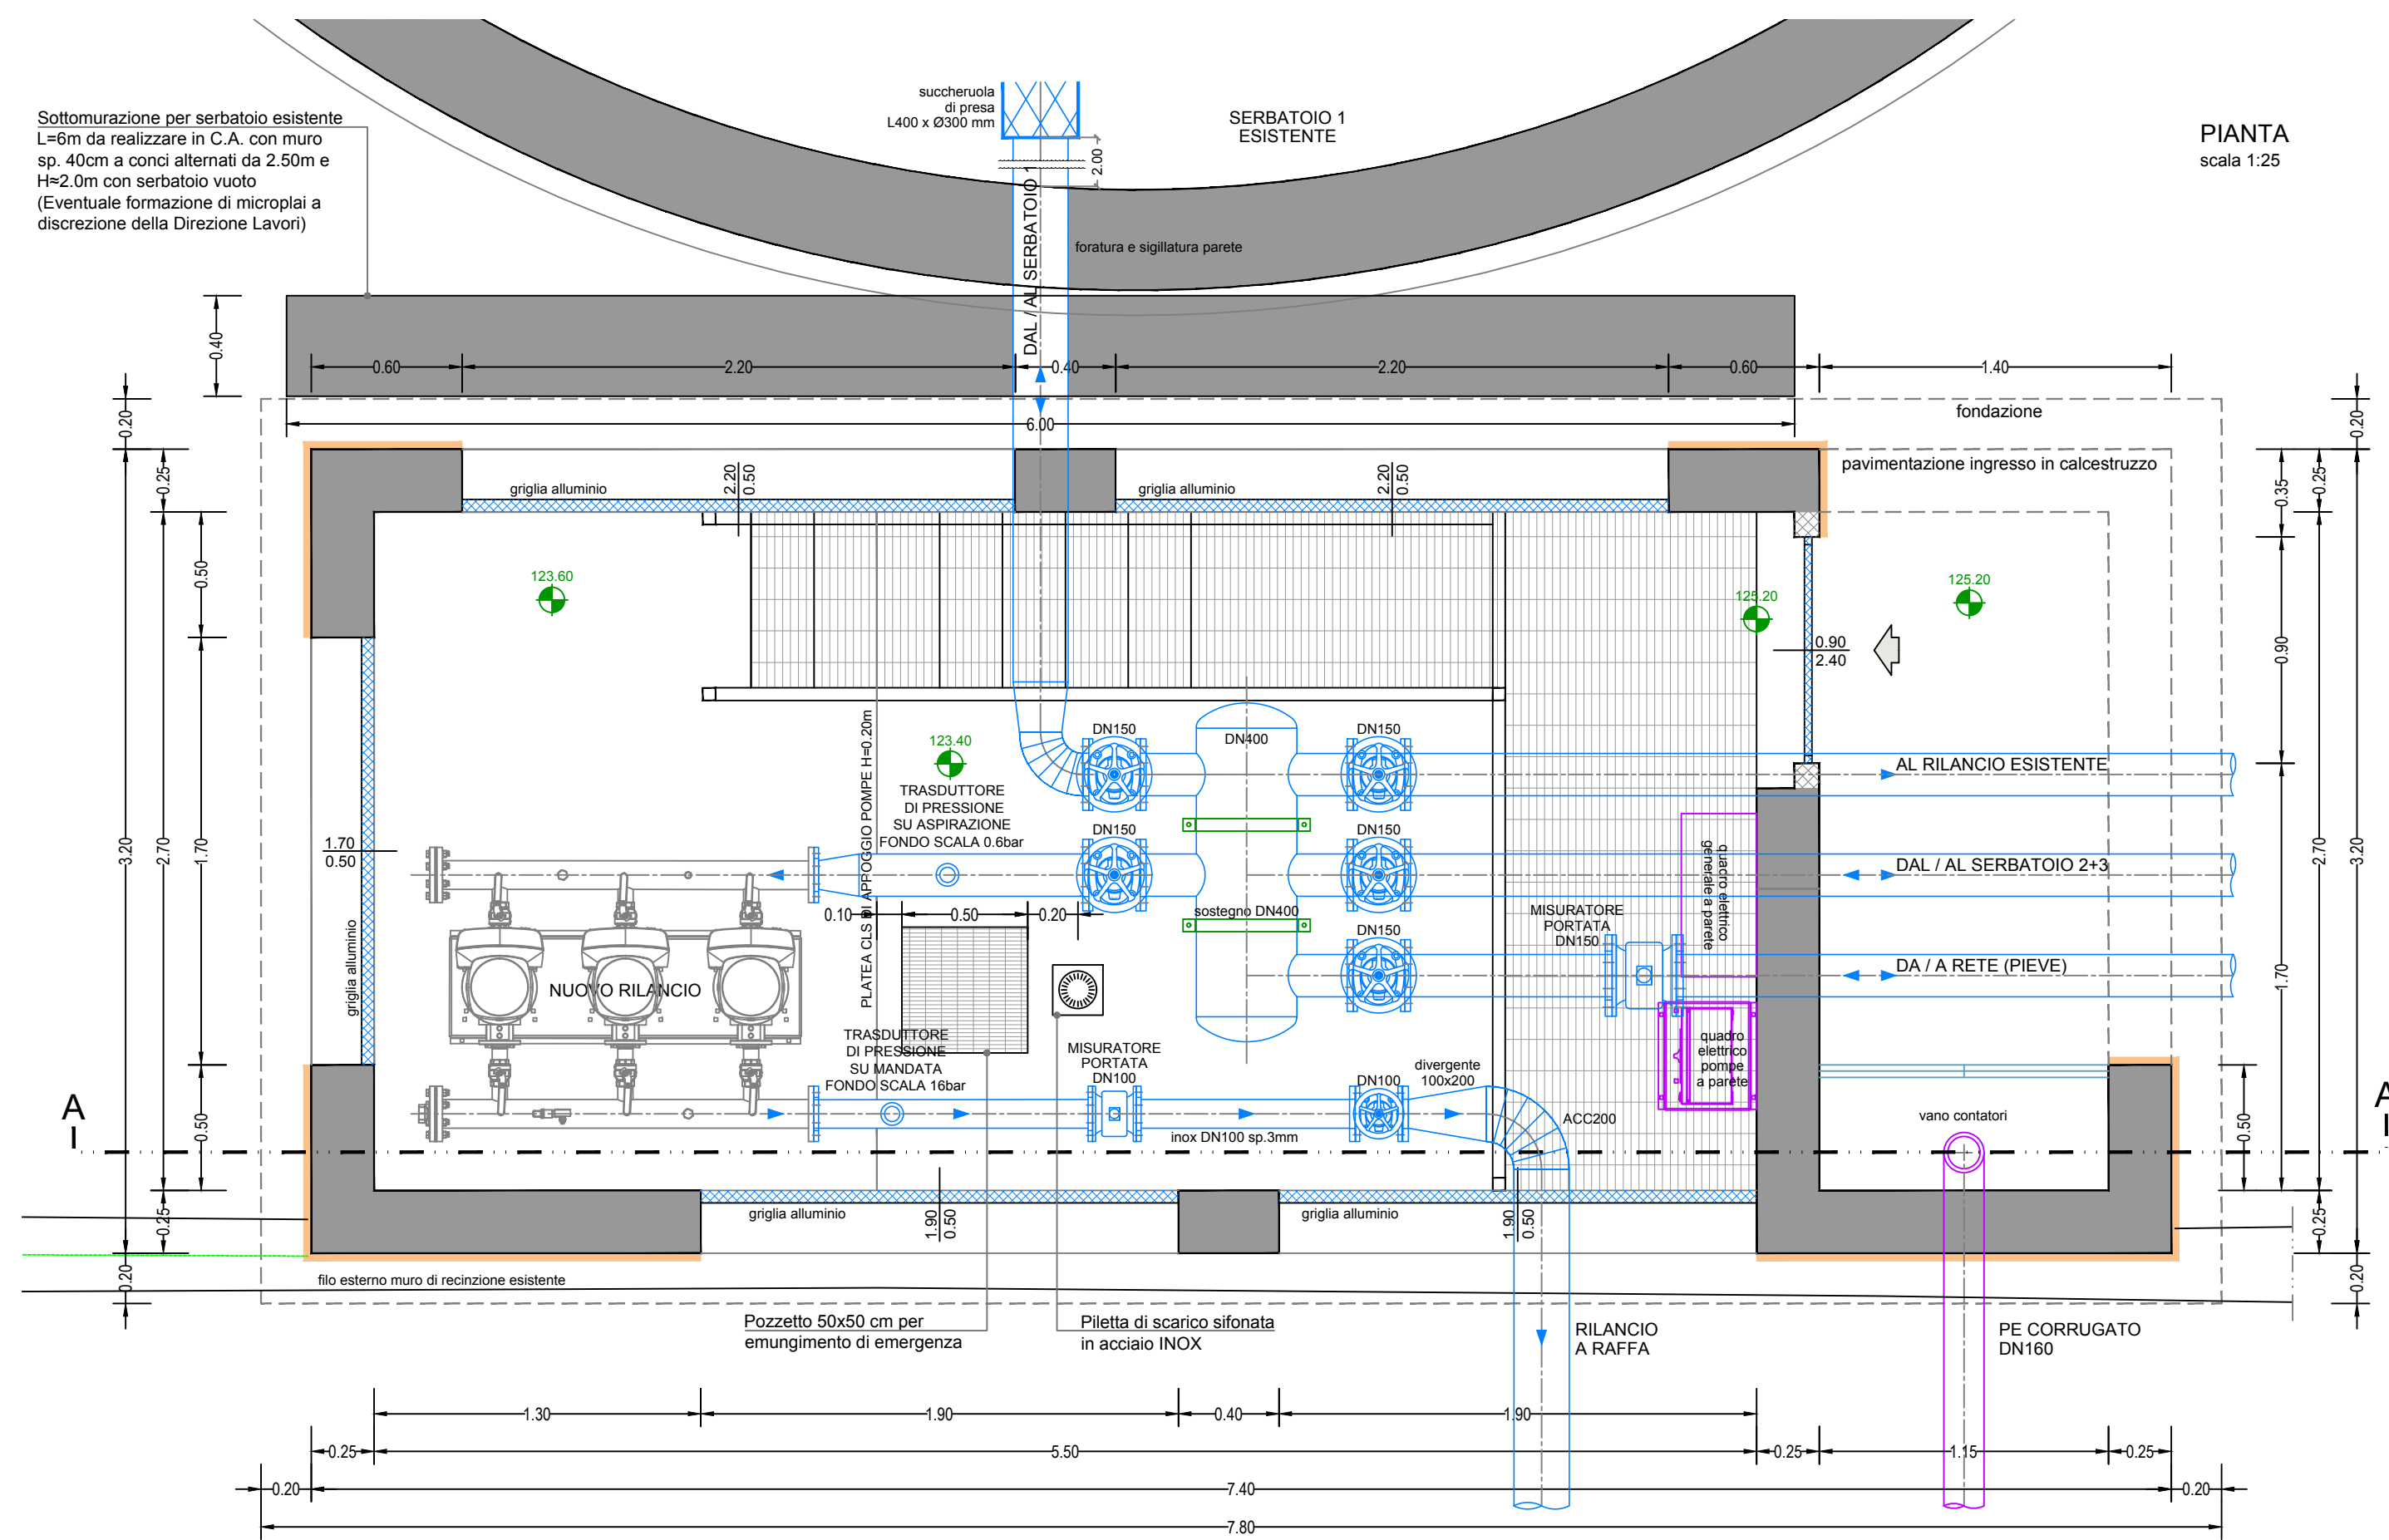 Sottomurazione per serbatoio esistente
L=6m da realizzare in C.A. con muro
sp. 40cm a conci alternati da 2.50m e
H≈2.0m con serbatoio vuoto
(Eventuale formazione di microplai a
discrezione della Direzione Lavori)
succheruola
di presa
L400 x Ø300 mm
SERBATOIO 1
ESISTENTE
PIANTA
scala 1:25
2.00
DAL / AL SERBATOIO 1
foratura e sigillatura parete
0.40
0.60
2.20
0.40
2.20
0.60
1.40
6.00
fondazione
0.20
0.20
pavimentazione ingresso in calcestruzzo
griglia alluminio
2.20
0.50
griglia alluminio
2.20
0.50
0.25
0.35
0.25
0.50
123.60
125.20
125.20
0.90
2.40
0.90
DN150
DN400
DN150
123.40
TRASDUTTORE
DI PRESSIONE
SU ASPIRAZIONE
FONDO SCALA 0.6bar
PLATEA CLS DI APPOGGIO POMPE H=0.20m
AL RILANCIO ESISTENTE
3.20
2.70
1.70
1.70
0.50
DN150
DN150
quadro elettrico
generale a parete
DAL / AL SERBATOIO 2+3
2.70
3.20
0.10
0.50
0.20
sostegno DN400
MISURATORE
PORTATA
DN150
DN150
griglia alluminio
NUOVO RILANCIO
DA / A RETE (PIEVE)
1.70
TRASDUTTORE
DI PRESSIONE
SU MANDATA
FONDO SCALA 16bar
MISURATORE
PORTATA
DN100
DN100
divergente
100x200
quadro
elettrico
pompe
a parete
A
A
0.50
inox DN100 sp.3mm
ACC200
vano contatori
0.50
0.25
griglia alluminio
1.90
0.50
griglia alluminio
1.90
0.50
0.25
0.20
filo esterno muro di recinzione esistente
0.20
Pozzetto 50x50 cm per
emungimento di emergenza
Piletta di scarico sifonata
in acciaio INOX
RILANCIO
A RAFFA
PE CORRUGATO
DN160
1.30
1.90
0.40
1.90
0.25
5.50
0.25
1.15
0.25
0.20
7.40
0.20
7.80